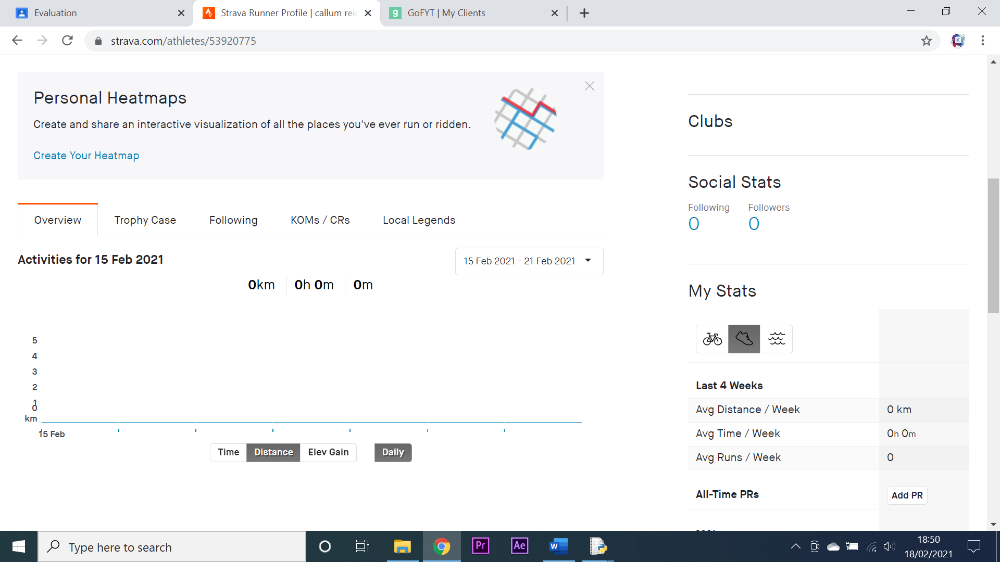 Evaluation
Strava Runner Profile | callum reid
GoFYT | My Clients
strava.com/athletes/53920775
Personal Heatmaps
Create and share an interactive visualization of all the places you've ever run or ridden.
Create Your Heatmap
Overview
Trophy Case
Following
KOMs / CRs
Local Legends
Activities for 15 Feb 2021
15 Feb 2021 - 21 Feb 2021
0km
0h 0m
0m
5
4
3
2
1
0
km
15 Feb
Time
Distance
Elev Gain
Daily
Clubs
Social Stats
Following
Followers
0
0
My Stats
Last 4 Weeks
Avg Distance / Week
0 km
Avg Time / Week
0h 0m
Avg Runs / Week
0
All-Time PRs
Add PR
Type here to search
Pr
Ae
W
18:50
18/02/2021